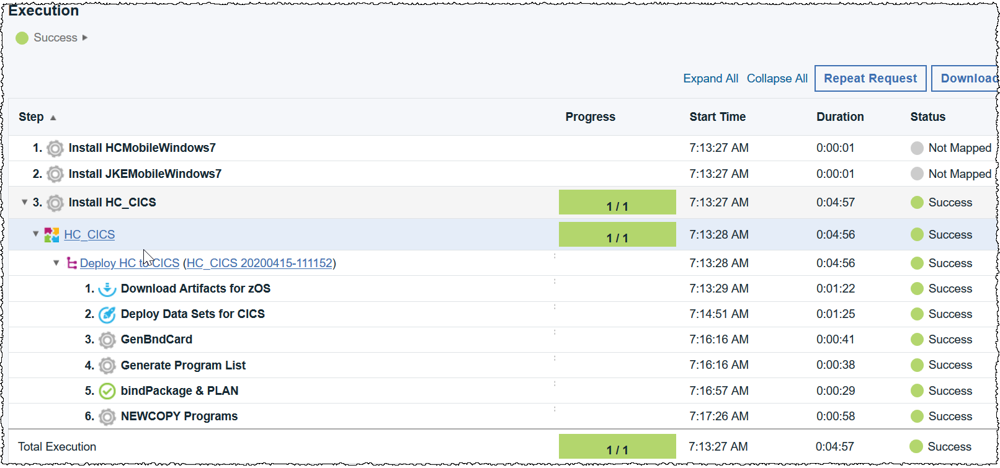 Execution
Success
Expand All Collapse All Repeat Request Download
Step Progress Start Time Duration Status
1. Install HCMobileWindows7 7:13:27 AM 0:00:01 Not Mapped
2. Install JKEMobileWindows7 7:13:27 AM 0:00:01 Not Mapped
3. Install HC_CICS 1 / 1 7:13:27 AM 0:04:57 Success
HC_CICS 1 / 1 7:13:28 AM 0:04:56 Success
Deploy HC to CICS (HC_CICS 20200415-111152) 7:13:28 AM 0:04:56 Success
1. Download Artifacts for zOS 7:13:29 AM 0:01:22 Success
2. Deploy Data Sets for CICS 7:14:51 AM 0:01:25 Success
3. GenBndCard 7:16:16 AM 0:00:41 Success
4. Generate Program List 7:16:16 AM 0:00:38 Success
5. bindPackage & PLAN 7:16:57 AM 0:00:29 Success
6. NEWCOPY Programs 7:17:26 AM 0:00:58 Success
Total Execution 1 / 1 7:13:27 AM 0:04:57 Success